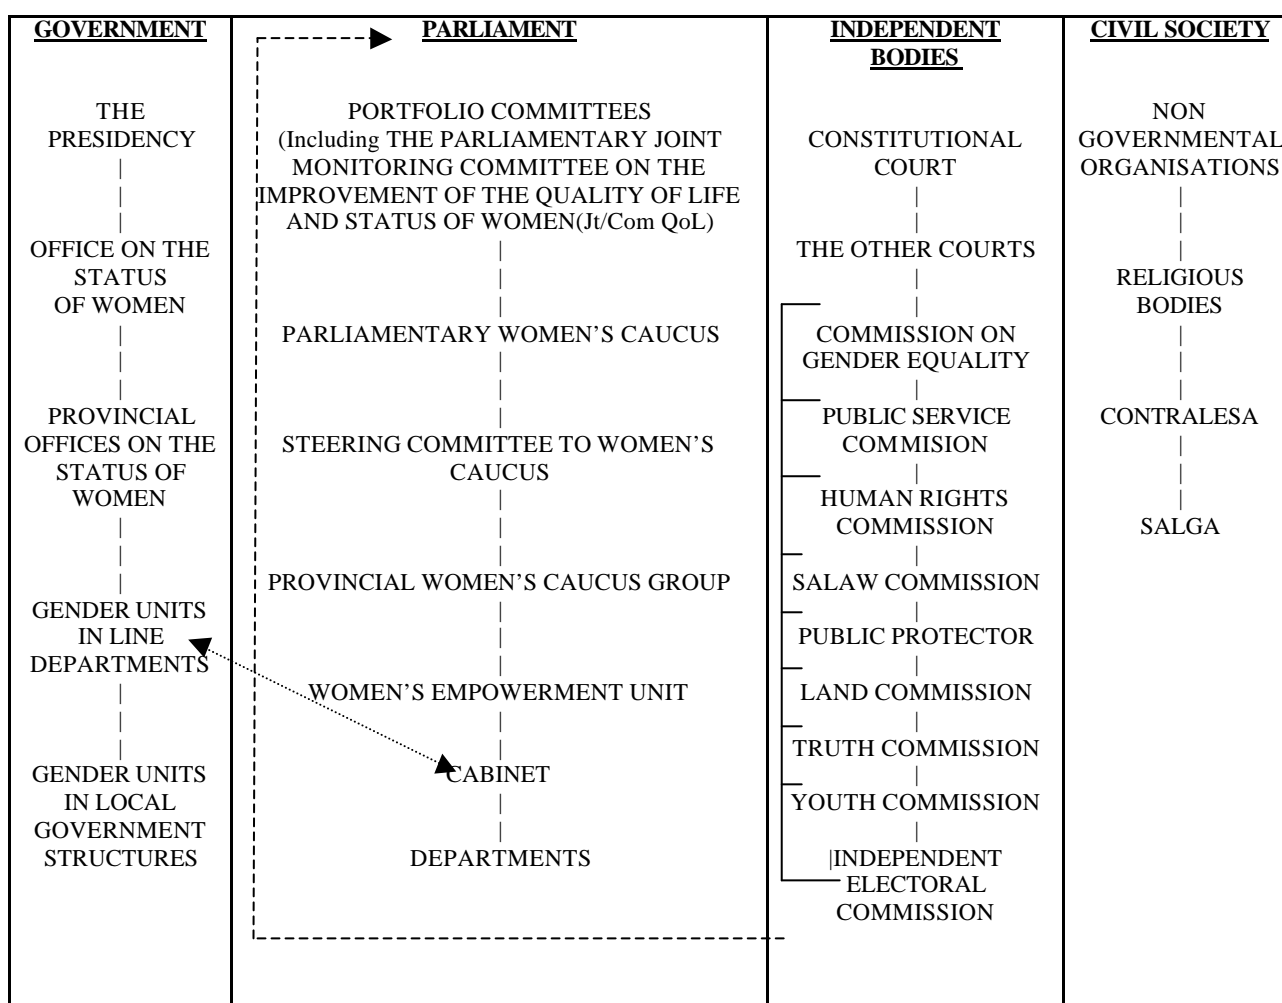 GOVERNMENT
THE
PRESIDENCY
OFFICE ON THE
STATUS
OF WOMEN
PROVINCIAL
OFFICES ON THE
STATUS OF
WOMEN
GENDER UNITS
IN LINE
DEPARTMENTS
GENDER UNITS
IN LOCAL
GOVERNMENT
STRUCTURES
PARLIAMENT
PORTFOLIO COMMITTEES
(Including THE PARLIAMENTARY JOINT
MONITORING COMMITTEE ON THE
IMPROVEMENT OF THE QUALITY OF LIFE
AND STATUS OF WOMEN(Jt/Com QoL)
PARLIAMENTARY WOMEN'S CAUCUS
STEERING COMMITTEE TO WOMEN'S
CAUCUS
PROVINCIAL WOMEN'S CAUCUS GROUP
WOMEN'S EMPOWERMENT UNIT
CABINET
DEPARTMENTS
INDEPENDENT
BODIES
CONSTITUTIONAL
COURT
THE OTHER COURTS
COMMISSION ON
GENDER EQUALITY
PUBLIC SERVICE
COMMISION
HUMAN RIGHTS
COMMISSION
SALAW COMMISSION
PUBLIC PROTECTOR
LAND COMMISSION
TRUTH COMMISSION
YOUTH COMMISSION
|INDEPENDENT
ELECTORAL
COMMISSION
CIVIL SOCIETY
NON
GOVERNMENTAL
ORGANISATIONS
RELIGIOUS
BODIES
CONTRALESA
SALGA